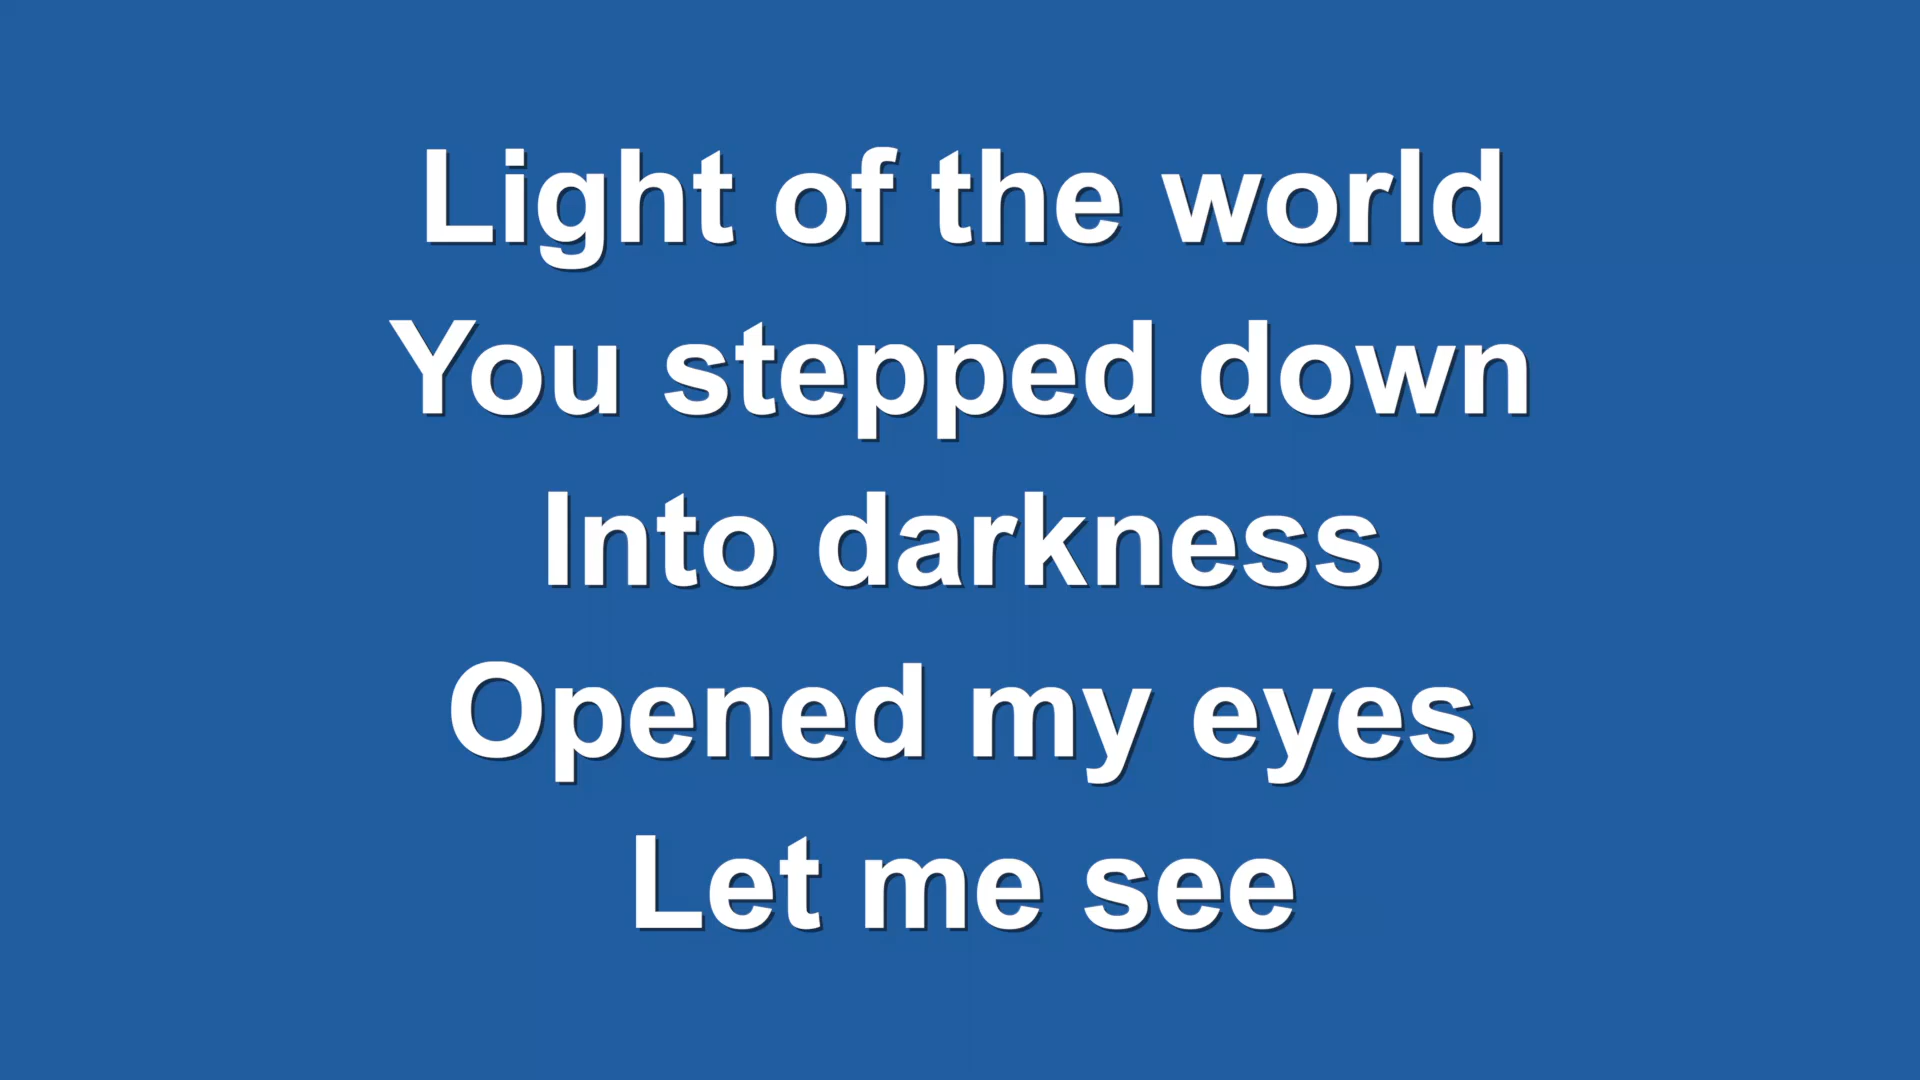 Light of the world
You stepped down
Into darkness
Opened my eyes
Let me see